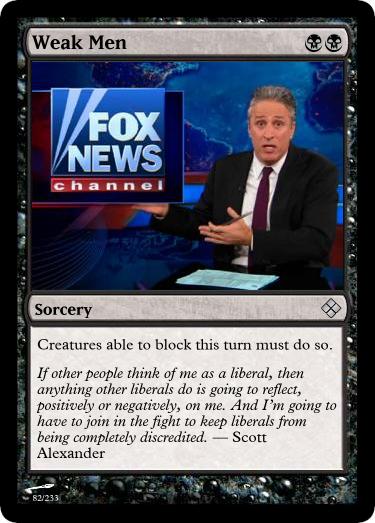 Weak Men
FOX
NEWS
channel
Sorcery
Creatures able to block this turn must do so.
If other people think of me as a liberal, then
anything other liberals do is going to reflect,
positively or negatively, on me. And I'm going to
have to join in the fight to keep liberals from
being completely discredited. — Scott
Alexander
82/233